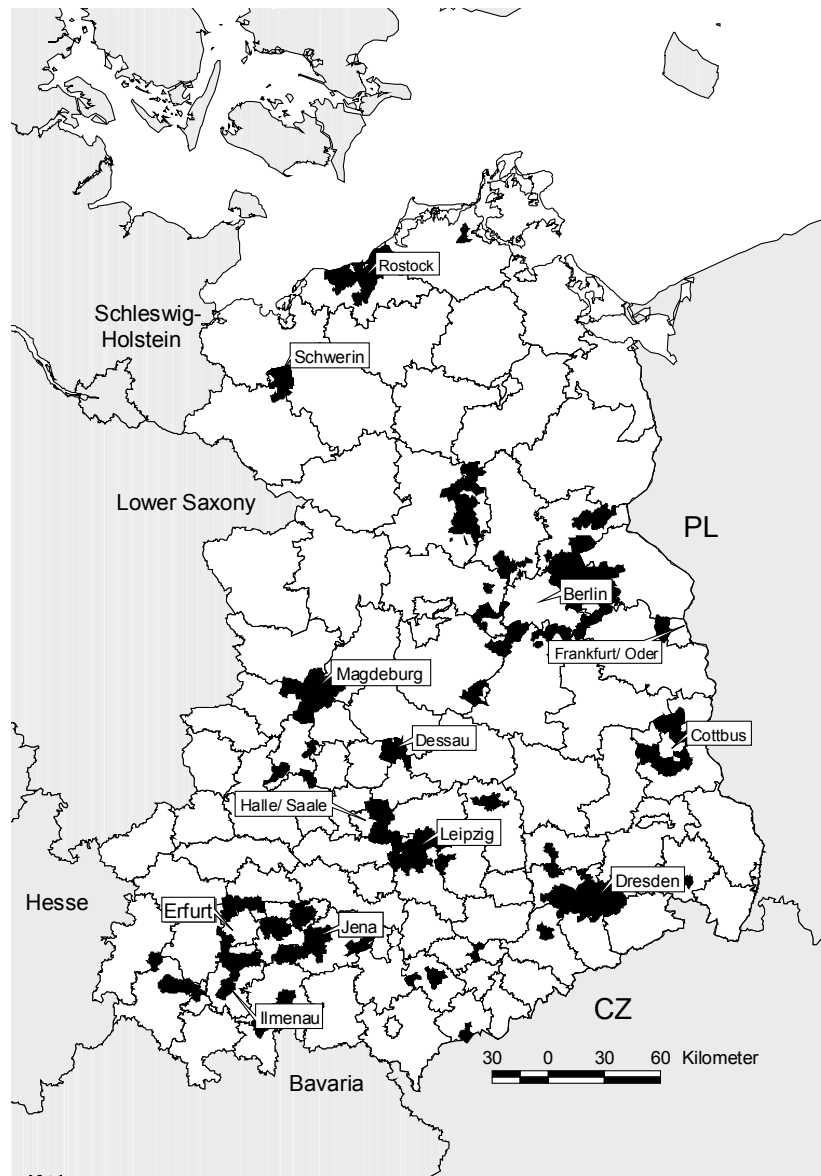 Rostock
Schleswig-
Holstein
Schwerin
Lower Saxony
PL
Berlin
Frankfurt/ Oder
Magdeburg
Cottbus
Dessau
Halle/ Saale
Leipzig
Dresden
Hesse
Erfurt
Jena
Ilmenau
CZ
30 0 30 60 Kilometer
Bavaria